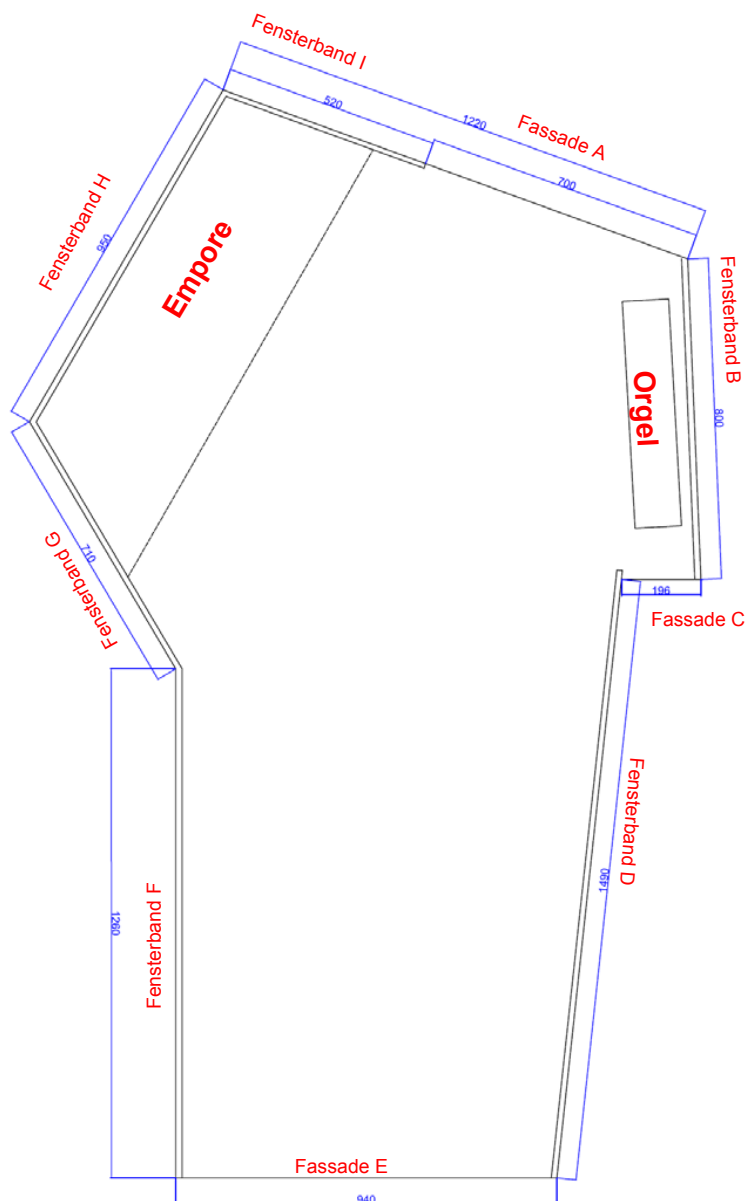 Fensterband I
520
1220
Fassade A
700
Fensterband H
950
Empore
Fensterband B
Orgel
800
Fensterband G
710
196
Fassade C
Fensterband D
1490
Fensterband F
1260
Fassade E
940